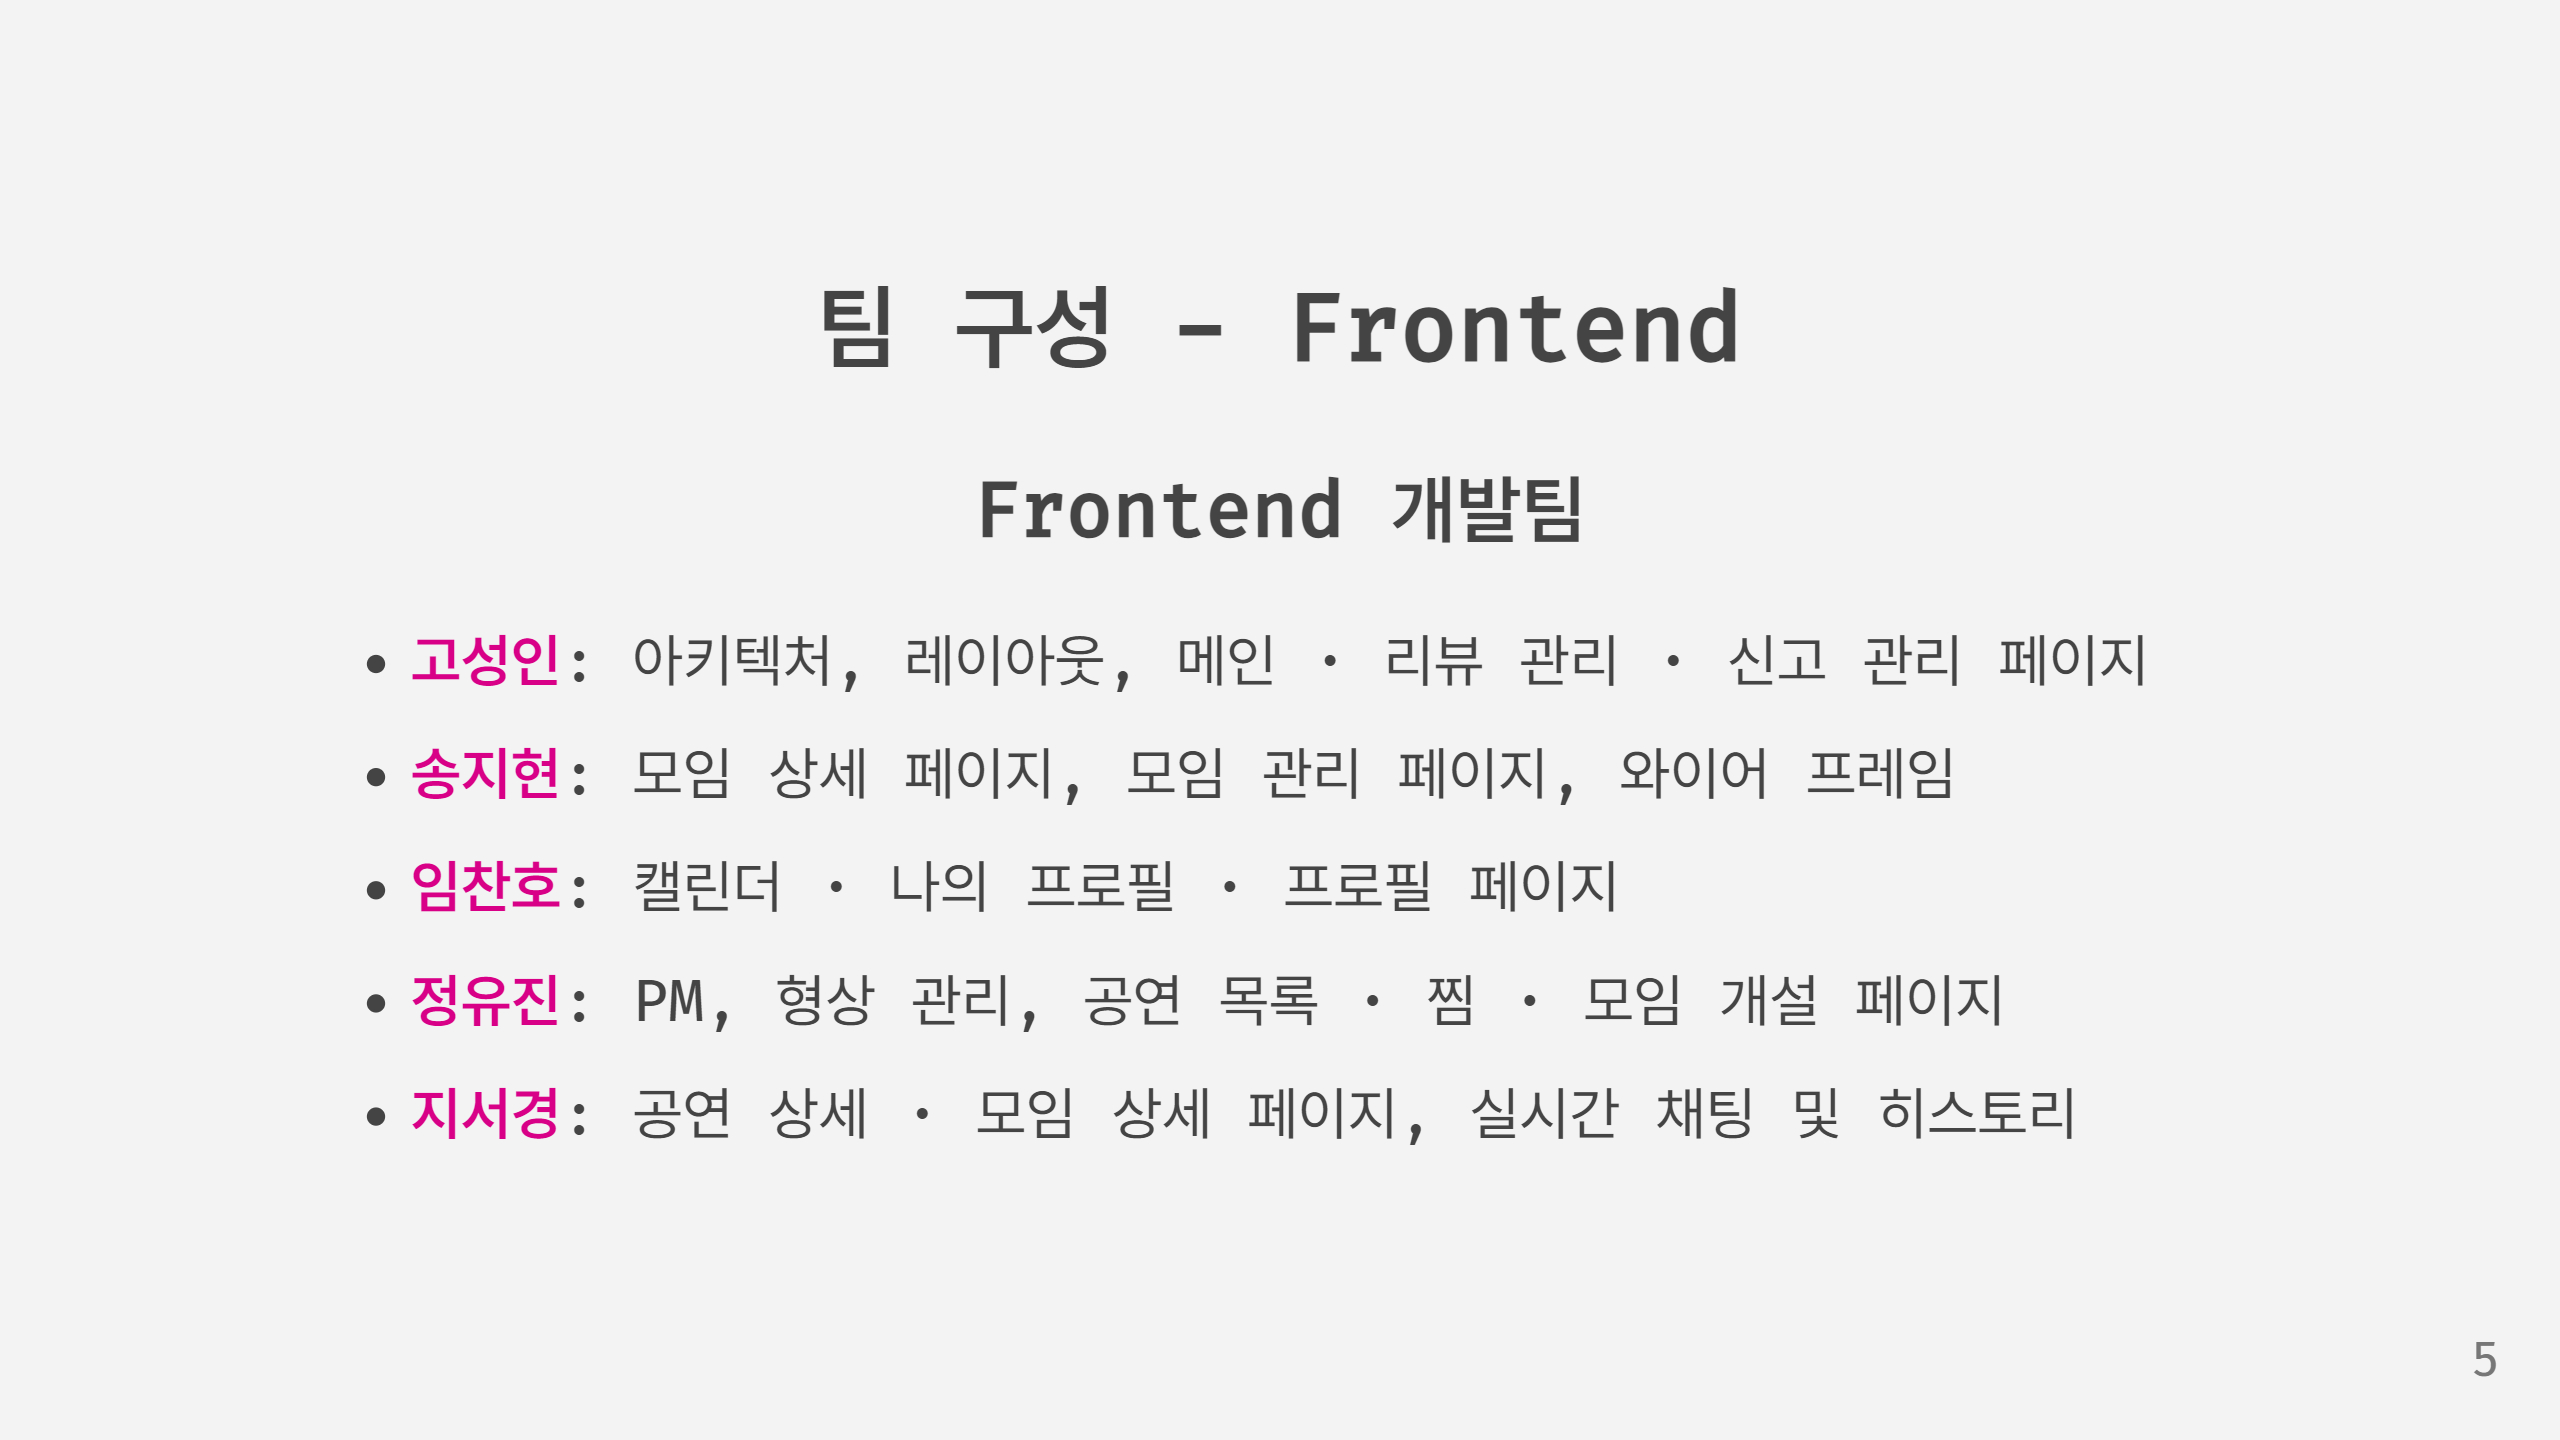 팀 구성 - Frontend
Frontend 개발팀
• 고성인: 아키텍처, 레이아웃, 메인 · 리뷰 관리 · 신고 관리 페이지
• 송지현: 모임 상세 페이지, 모임 관리 페이지, 와이어 프레임
• 임찬호: 캘린더 · 나의 프로필 · 프로필 페이지
• 정유진: PM, 형상 관리, 공연 목록 · 찜 · 모임 개설 페이지
• 지서경: 공연 상세 · 모임 상세 페이지, 실시간 채팅 및 히스토리
5